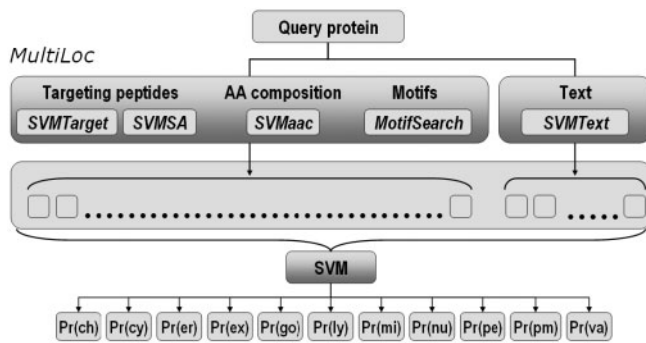 Query protein
MultiLoc
Targeting peptides AA composition Motifs Text
SVMTarget SVMSA SVMaac MotifSearch SVMText
SVM
Pr(ch) Pr(cy) Pr(er) Pr(ex) Pr(go) Pr(ly) Pr(mi) Pr(nu) Pr(pe) Pr(pm) Pr(va)